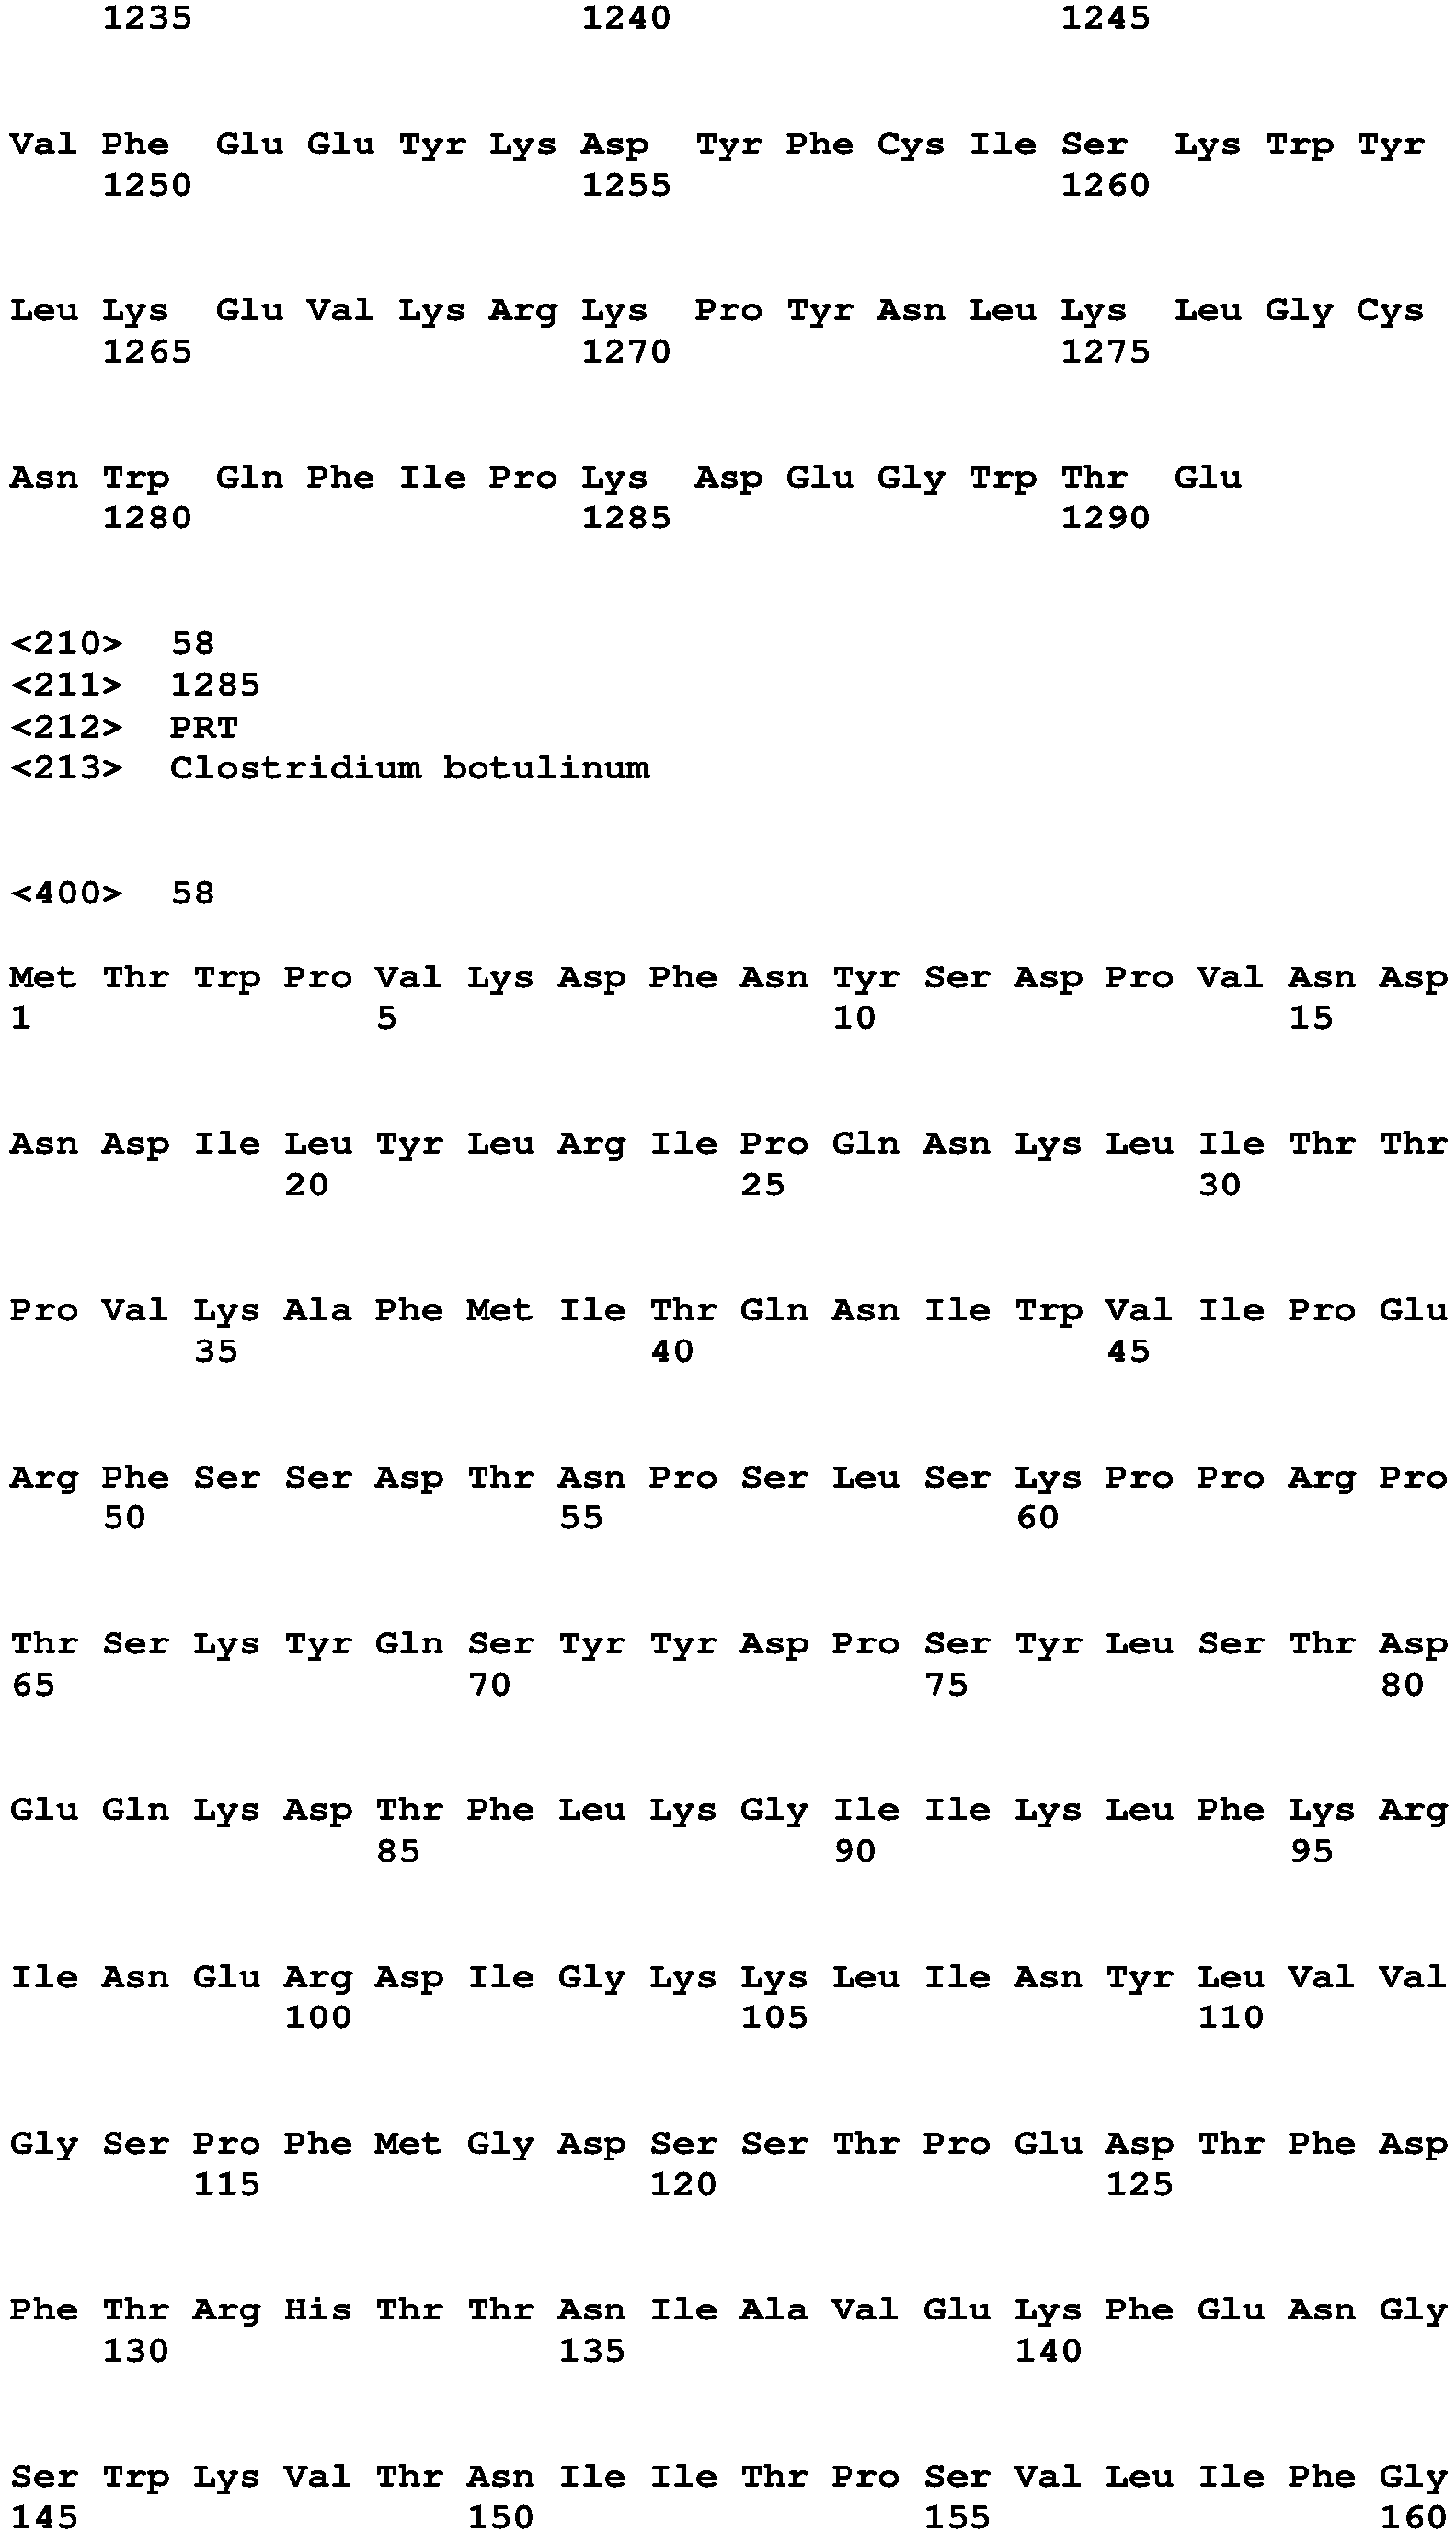 1235 1240 1245
Val Phe Glu Glu Tyr Lys Asp Tyr Phe Cys Ile Ser Lys Trp Tyr
1250 1255 1260
Leu Lys Glu Val Lys Arg Lys Pro Tyr Asn Leu Lys Leu Gly Cys
1265 1270 1275
Asn Trp Gln Phe Ile Pro Lys Asp Glu Gly Trp Thr Glu
1280 1285 1290
<210> 58
<211> 1285
<212> PRT
<213> Clostridium botulinum
<400> 58
Met Thr Trp Pro Val Lys Asp Phe Asn Tyr Ser Asp Pro Val Asn Asp
1 5 10 15
Asn Asp Ile Leu Tyr Leu Arg Ile Pro Gln Asn Lys Leu Ile Thr Thr
20 25 30
Pro Val Lys Ala Phe Met Ile Thr Gln Asn Ile Trp Val Ile Pro Glu
35 40 45
Arg Phe Ser Ser Asp Thr Asn Pro Ser Leu Ser Lys Pro Pro Arg Pro
50 55 60
Thr Ser Lys Tyr Gln Ser Tyr Tyr Asp Pro Ser Tyr Leu Ser Thr Asp
65 70 75 80
Glu Gln Lys Asp Thr Phe Leu Lys Gly Ile Ile Lys Leu Phe Lys Arg
85 90 95
Ile Asn Glu Arg Asp Ile Gly Lys Lys Leu Ile Asn Tyr Leu Val Val
100 105 110
Gly Ser Pro Phe Met Gly Asp Ser Ser Thr Pro Glu Asp Thr Phe Asp
115 120 125
Phe Thr Arg His Thr Thr Asn Ile Ala Val Glu Lys Phe Glu Asn Gly
130 135 140
Ser Trp Lys Val Thr Asn Ile Ile Thr Pro Ser Val Leu Ile Phe Gly
145 150 155 160